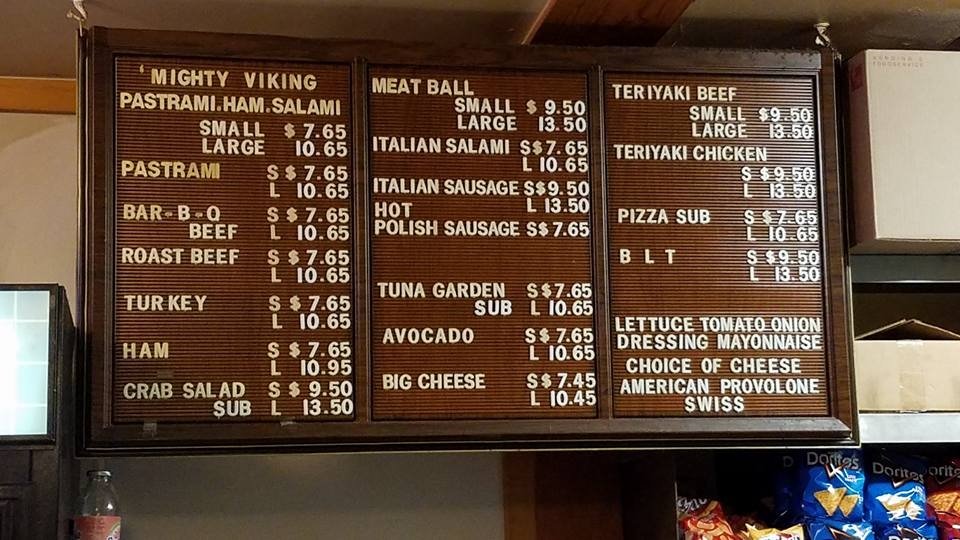 'MIGHTY VIKING
PASTRAMI.HAM.SALAMI
SMALL $7.65
LARGE 10.65
PASTRAMI S $7.65
L 10.65
BAR-B-Q S $7.65
BEEF L 10.65
ROAST BEEF S $7.65
L 10.65
TURKEY S $7.65
L 10.65
HAM S $7.65
L 10.95
CRAB SALAD S $9.50
SUB L 13.50
MEAT BALL
SMALL $9.50
LARGE 13.50
ITALIAN SALAMI S$7.65
L 10.65
ITALIAN SAUSAGE S$9.50
HOT L 13.50
POLISH SAUSAGE S$7.65
TUNA GARDEN S$7.65
SUB L 10.65
AVOCADO S$7.65
L 10.65
BIG CHEESE S$7.45
L 10.45
TERIYAKI BEEF
SMALL $9.50
LARGE 13.50
TERIYAKI CHICKEN
S $9.50
L 13.50
PIZZA SUB S $7.65
L 10.65
B L T S $9.50
L 13.50
LETTUCE TOMATO ONION
DRESSING MAYONNAISE
CHOICE OF CHEESE
AMERICAN PROVOLONE
SWISS
FOODSERVICE
Doritos
Doritos